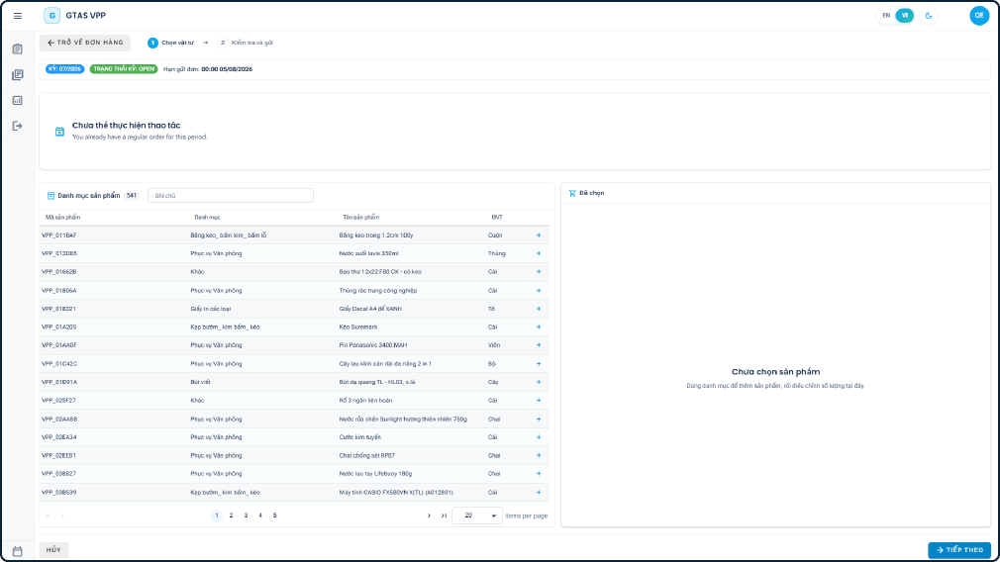 G GTAS VPP EN VI QE
TRỞ VỀ ĐƠN HÀNG 1 Chọn vật tư 2 Kiểm tra và gửi
KỲ: 07/2026 TRẠNG THÁI KỲ: OPEN Hạn gửi đơn: 00:00 05/08/2026
Chưa thể thực hiện thao tác
You already have a regular order for this period.
Danh mục sản phẩm 541 Ghi chú
Đã chọn
Mã sản phẩm Danh mục Tên sản phẩm ĐVT
VPP_011BAF Băng keo_ bấm kim_ bấm lỗ Băng keo trong 1.2cm 100y Cuộn +
VPP_013DB5 Phục vụ Văn phòng Nước suối lavie 350ml Thùng +
VPP_01662B Khác Bao thư 12x22 F80 CK - có keo Cái +
VPP_01806A Phục vụ Văn phòng Thùng rác trung công nghiệp Cái +
VPP_018321 Giấy in các loại Giấy Decal A4 đế XANH Tờ +
VPP_01A205 Kẹp bướm_ kim bấm_ kéo Kéo Suremark Cái +
VPP_01AA0F Phục vụ Văn phòng Pin Panasonic 3400 MAH Viên +
VPP_01C42C Phục vụ Văn phòng Cây lau kính cán dài đa năng 2 in 1 Bộ +
VPP_01D91A Bút viết Bút dạ quang TL - HL03, x.lá Cây +
VPP_025F27 Khác Rổ 3 ngăn liên hoàn Cái +
VPP_02AA8B Phục vụ Văn phòng Nước rửa chén Sunlight hương thiên nhiên 750g Chai +
VPP_02EA34 Phục vụ Văn phòng Cước kim tuyến Cái +
VPP_02EE81 Phục vụ Văn phòng Chai chống sét RP07 Chai +
VPP_038827 Phục vụ Văn phòng Nước lau tay Lifebuoy 180g Chai +
VPP_03B539 Kẹp bướm_ kim bấm_ kéo Máy tính CASIO FX580VN X(TL) (A012801) Cái +
Chưa chọn sản phẩm
Dùng danh mục để thêm sản phẩm, rồi điều chỉnh số lượng tại đây.
1 2 3 4 5 20 items per page
HỦY TIẾP THEO